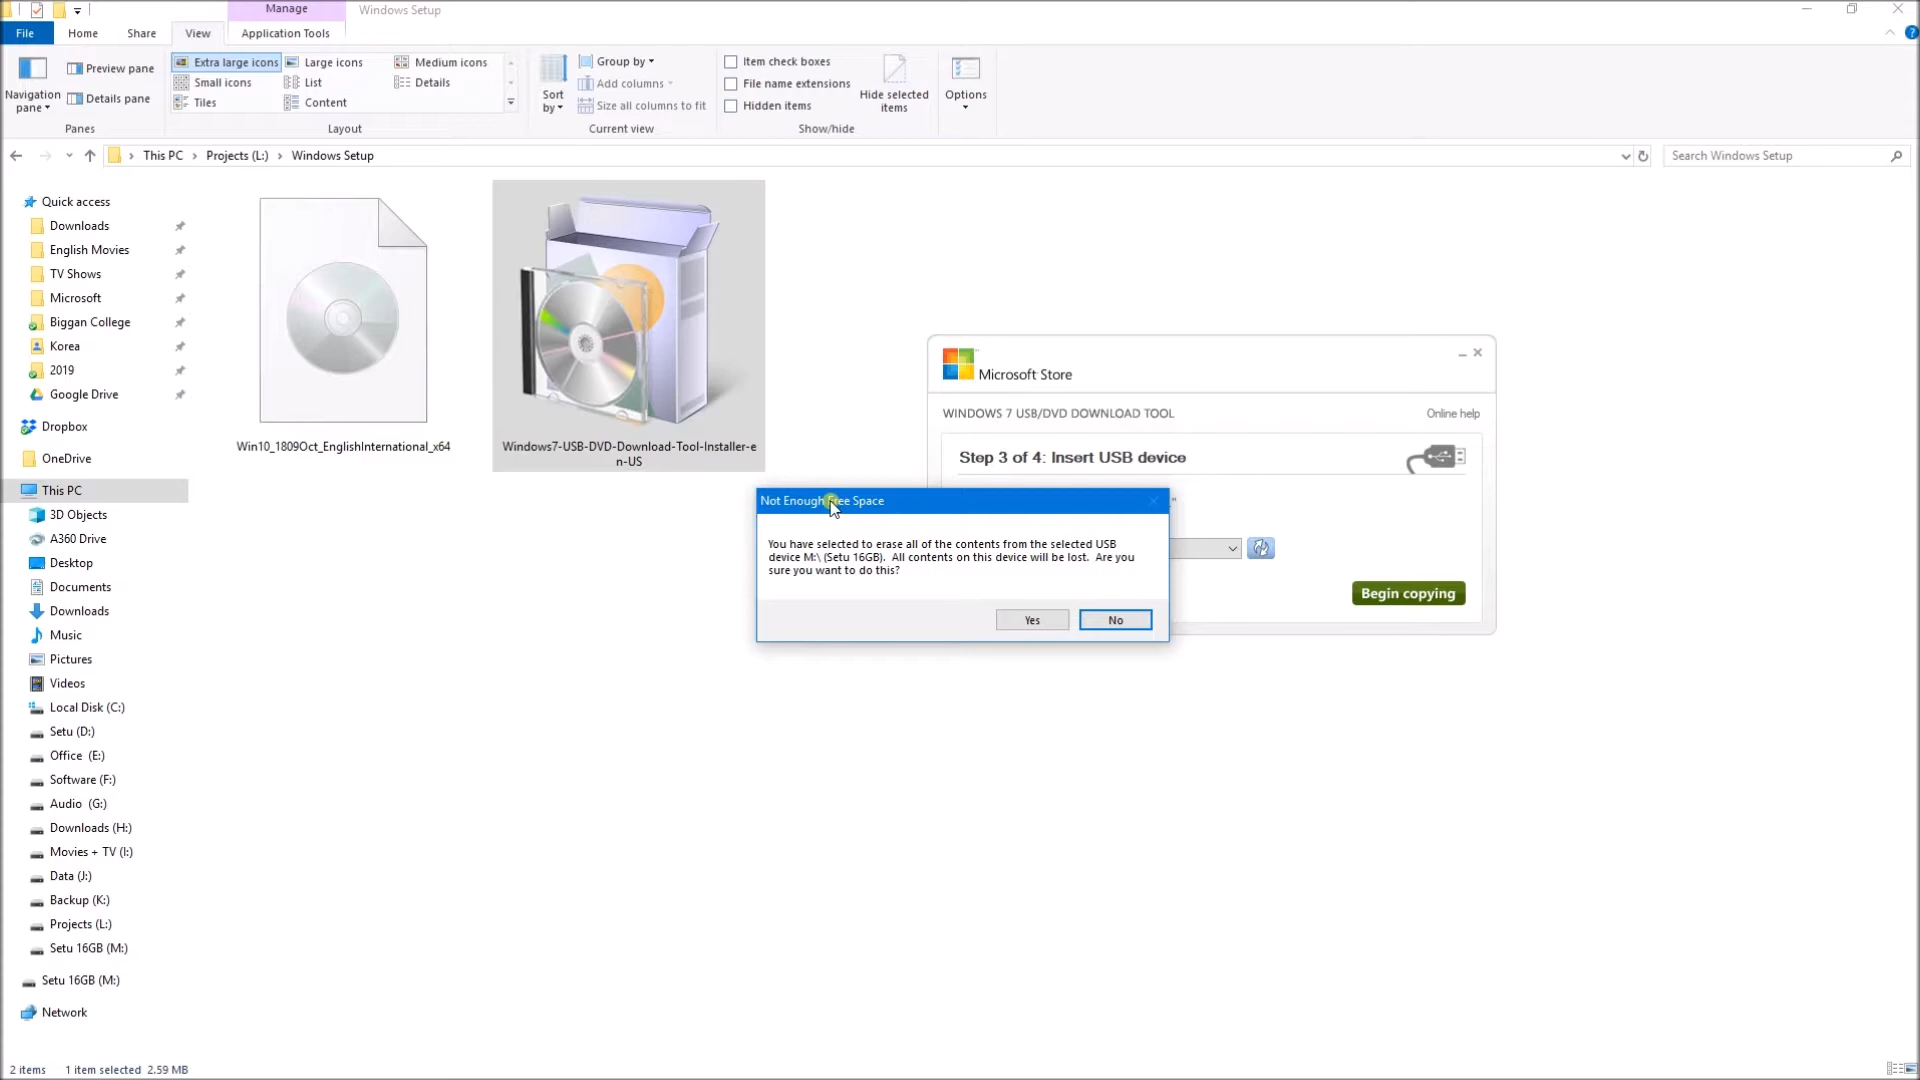 Manage
Windows Setup
File
Home
Share
View
Application Tools
Navigation
pane
Preview pane
Details pane
Panes
Extra large icons
Large icons
Medium icons
Small icons
List
Details
Tiles
Content
Layout
Sort
by
Group by
Add columns
Size all columns to fit
Current view
Item check boxes
File name extensions
Hidden items
Hide selected
items
Show/hide
Options
This PC
Projects (L:)
Windows Setup
Search Windows Setup
Quick access
Downloads
English Movies
TV Shows
Microsoft
Biggan College
Korea
2019
Google Drive
Dropbox
OneDrive
This PC
3D Objects
A360 Drive
Desktop
Documents
Downloads
Music
Pictures
Videos
Local Disk (C:)
Setu (D:)
Office (E:)
Software (F:)
Audio (G:)
Downloads (H:)
Movies + TV (I:)
Data (J:)
Backup (K:)
Projects (L:)
Setu 16GB (M:)
Setu 16GB (M:)
Network
Win10_1809Oct_EnglishInternational_x64
Windows7-USB-DVD-Download-Tool-Installer-e
n-US
Microsoft Store
WINDOWS 7 USB/DVD DOWNLOAD TOOL
Online help
Step 3 of 4: Insert USB device
Begin copying
Not Enough Free Space
You have selected to erase all of the contents from the selected USB
device M:\ (Setu 16GB). All contents on this device will be lost. Are you
sure you want to do this?
Yes
No
2 items
1 item selected 2.59 MB